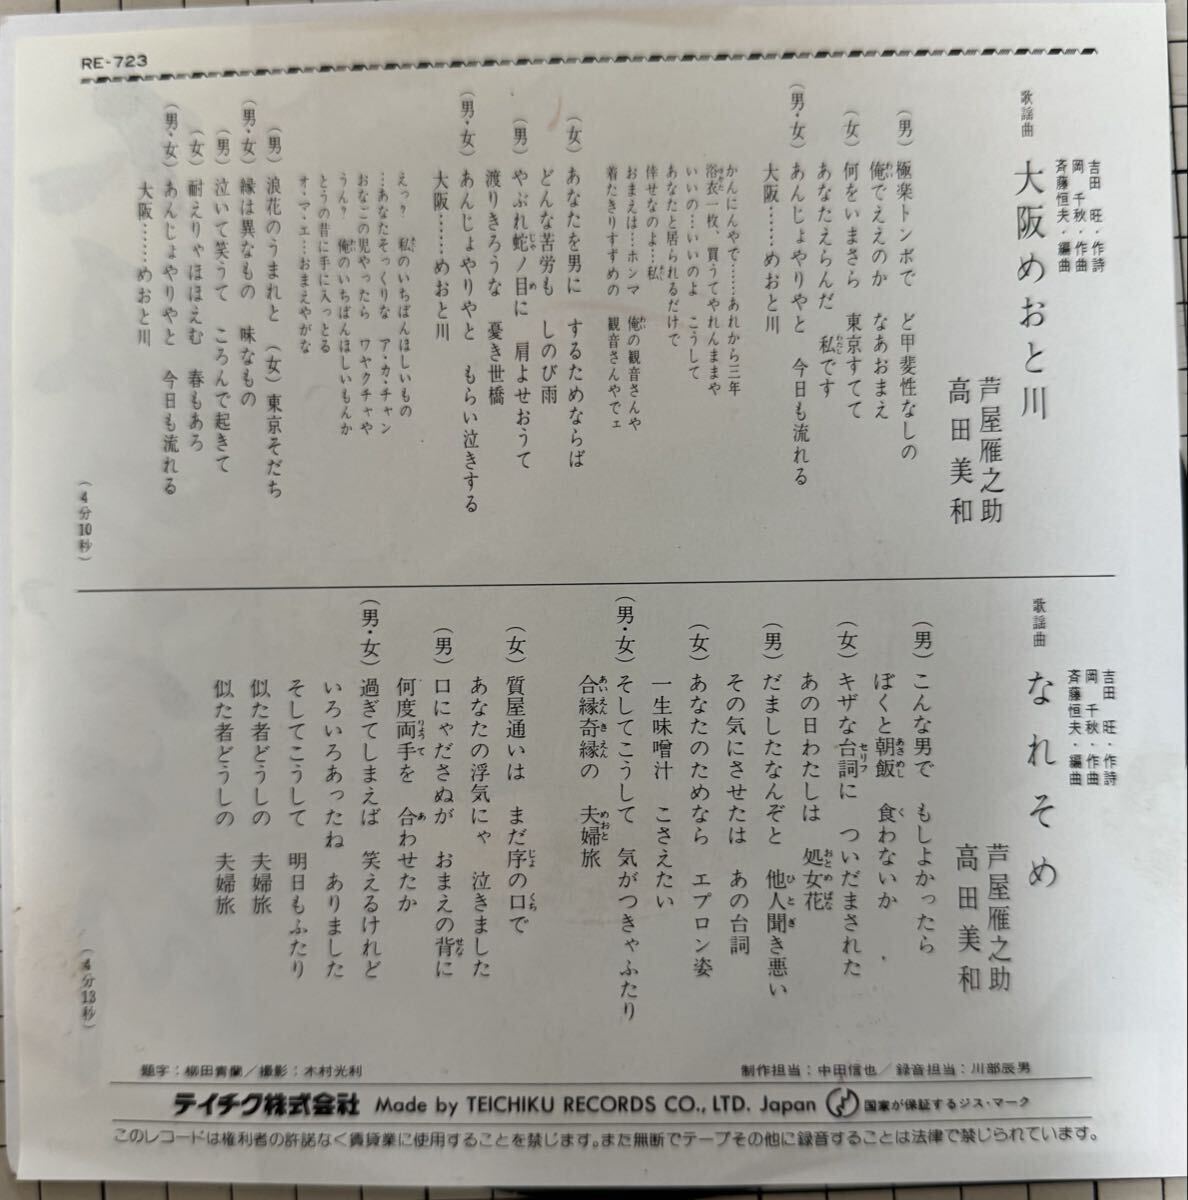 RE-723
歌謡曲 大阪めおと川
吉田 旺・作詩
岡 千秋・作曲
斉藤恒夫・編曲
芦屋雁之助
高田美和
(男) 極楽トンボで ど甲斐性なしの
俺でええのか なあおまえ
(女) 何をいまさら 東京すてて
あなたえらんだ 私です
(男・女) あんじょやりやと 今日も流れる
大阪……めおと川
かんにんやで……あれから三年
浴衣一枚、買うてやれんままや
いいの…いいのよ こうして
あなたと居られるだけで
倖せなのよ…私
おまえは…ホンマ 俺の観音さんや
着たきりすずめの 観音さんやでェ
(女) あなたを男に するためならば
どんな苦労も しのび雨
(男) やぶれ蛇ノ目に 肩よせおうて
渡りきろうな 憂き世橋
(男・女) あんじょやりやと もらい泣きする
大阪……めおと川
えっ? 私のいちばんほしいもの
…あなたそっくりな ア・カ・チャン
おなごの児やったら ワヤクチャや
うん? 俺のいちばんほしいもんか
とうの昔に手に入っとる
オ・マ・エ…おまえやがな
(男) 浪花のうまれと (女) 東京そだち
(男・女) 縁は異なもの 味なもの
(男) 泣いて笑うて ころんで起きて
(女) 耐えりゃほほえむ 春もあろ
(男・女) あんじょやりやと 今日も流れる
大阪……めおと川
(4分10秒)
歌謡曲 なれそめ
吉田 旺・作詩
岡 千秋・作曲
斉藤恒夫・編曲
芦屋雁之助
高田美和
(男) こんな男で もしよかったら
ぼくと朝飯 食わないか
(女) キザな台詞に ついだまされた
あの日わたしは 処女花
(男) だましたなんぞと 他人聞き悪い
その気にさせたは あの台詞
(女) あなたのためなら エプロン姿
一生味噌汁 こさえたい
(男・女) そしてこうして 気がつきゃふたり
合縁奇縁の 夫婦旅
(女) 質屋通いは まだ序の口で
あなたの浮気にゃ 泣きました
(男) 口にゃださぬが おまえの背に
何度両手を 合わせたか
(男・女) 過ぎてしまえば 笑えるけれど
いろいろあったね ありました
そしてこうして 明日もふたり
似た者どうしの 夫婦旅
似た者どうしの 夫婦旅
(4分13秒)
題字：柳田青蘭／撮影：木村光利
制作担当：中田信也／録音担当：川部辰男
テイチク株式会社 Made by TEICHIKU RECORDS CO., LTD. Japan 国家が保証するジス・マーク
このレコードは権利者の許諾なく賃貸業に使用することを禁じます。また無断でテープその他に録音することは法律で禁じられています。